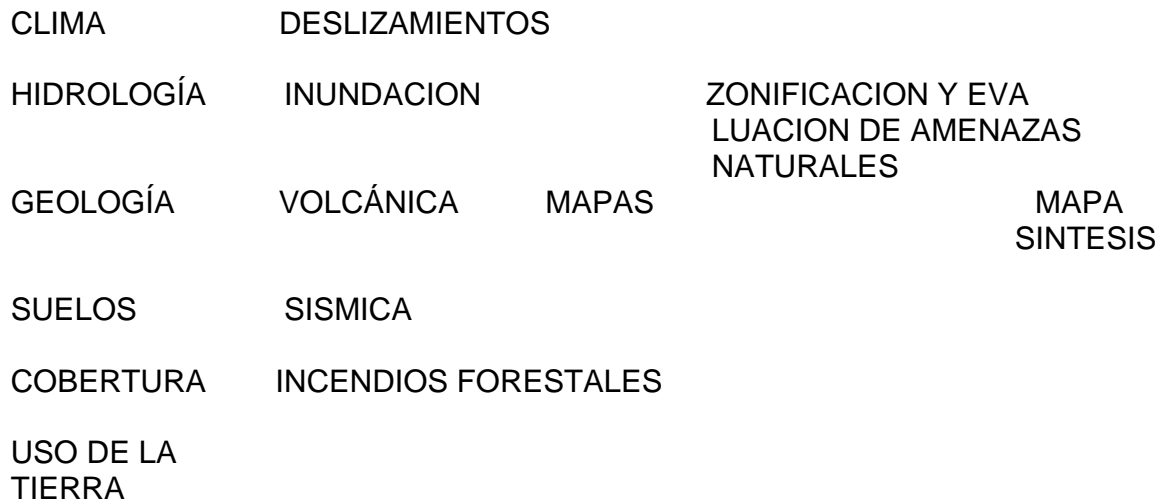 CLIMA DESLIZAMIENTOS
HIDROLOGÍA INUNDACION ZONIFICACION Y EVA
LUACION DE AMENAZAS
NATURALES
GEOLOGÍA VOLCÁNICA MAPAS MAPA
SINTESIS
SUELOS SISMICA
COBERTURA INCENDIOS FORESTALES
USO DE LA
TIERRA